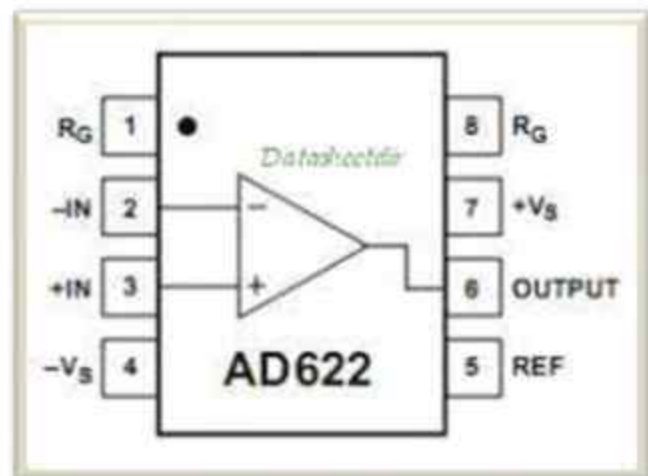 RG 1
8 RG
Datasheetdir
–IN 2
–
7 +VS
+IN 3
+
6 OUTPUT
–VS 4
AD622
5 REF